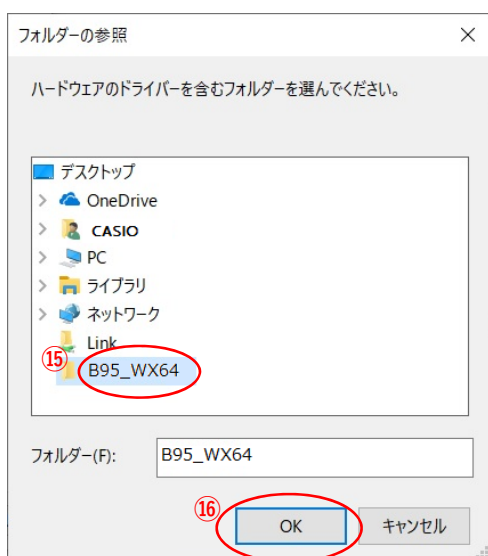 フォルダーの参照
ハードウェアのドライバーを含むフォルダーを選んでください。
デスクトップ
OneDrive
CASIO
PC
ライブラリ
ネットワーク
Link
⑮ B95_WX64
フォルダー(F): B95_WX64
⑯ OK キャンセル